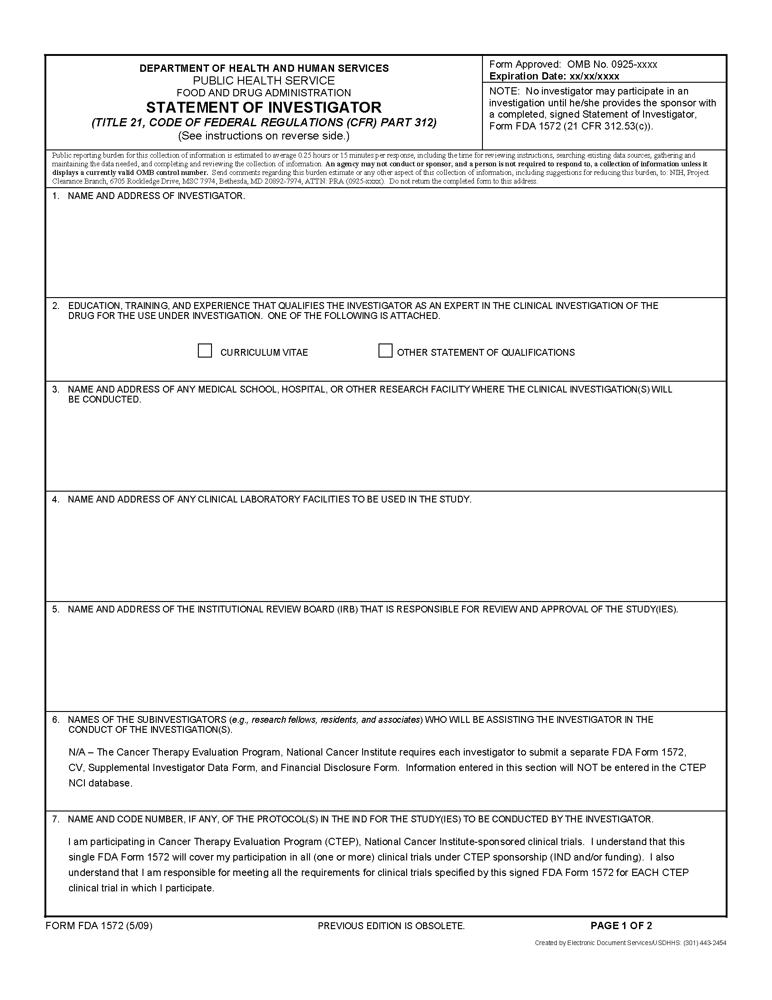 DEPARTMENT OF HEALTH AND HUMAN SERVICES
PUBLIC HEALTH SERVICE
FOOD AND DRUG ADMINISTRATION
STATEMENT OF INVESTIGATOR
(TITLE 21, CODE OF FEDERAL REGULATIONS (CFR) PART 312)
(See instructions on reverse side.)
Form Approved: OMB No. 0925-xxxx
Expiration Date: xx/xx/xxxx
NOTE: No investigator may participate in an
investigation until he/she provides the sponsor with
a completed, signed Statement of Investigator,
Form FDA 1572 (21 CFR 312.53(c)).
Public reporting burden for this collection of information is estimated to average 0.25 hours or 15 minutes per response, including the time for reviewing instructions, searching existing data sources, gathering and
maintaining the data needed, and completing and reviewing the collection of information. An agency may not conduct or sponsor, and a person is not required to respond to, a collection of information unless it
displays a currently valid OMB control number. Send comments regarding this burden estimate or any other aspect of this collection of information, including suggestions for reducing this burden, to: NIH, Project
Clearance Branch, 6705 Rockledge Drive, MSC 7974, Bethesda, MD 20892-7974, ATTN: PRA (0925-xxxx). Do not return the completed form to this address.
1. NAME AND ADDRESS OF INVESTIGATOR.
2. EDUCATION, TRAINING, AND EXPERIENCE THAT QUALIFIES THE INVESTIGATOR AS AN EXPERT IN THE CLINICAL INVESTIGATION OF THE
DRUG FOR THE USE UNDER INVESTIGATION. ONE OF THE FOLLOWING IS ATTACHED.
CURRICULUM VITAE OTHER STATEMENT OF QUALIFICATIONS
3. NAME AND ADDRESS OF ANY MEDICAL SCHOOL, HOSPITAL, OR OTHER RESEARCH FACILITY WHERE THE CLINICAL INVESTIGATION(S) WILL
BE CONDUCTED.
4. NAME AND ADDRESS OF ANY CLINICAL LABORATORY FACILITIES TO BE USED IN THE STUDY.
5. NAME AND ADDRESS OF THE INSTITUTIONAL REVIEW BOARD (IRB) THAT IS RESPONSIBLE FOR REVIEW AND APPROVAL OF THE STUDY(IES).
6. NAMES OF THE SUBINVESTIGATORS (e.g., research fellows, residents, and associates) WHO WILL BE ASSISTING THE INVESTIGATOR IN THE
CONDUCT OF THE INVESTIGATION(S).
N/A – The Cancer Therapy Evaluation Program, National Cancer Institute requires each investigator to submit a separate FDA Form 1572,
CV, Supplemental Investigator Data Form, and Financial Disclosure Form. Information entered in this section will NOT be entered in the CTEP
NCI database.
7. NAME AND CODE NUMBER, IF ANY, OF THE PROTOCOL(S) IN THE IND FOR THE STUDY(IES) TO BE CONDUCTED BY THE INVESTIGATOR.
I am participating in Cancer Therapy Evaluation Program (CTEP), National Cancer Institute-sponsored clinical trials. I understand that this
single FDA Form 1572 will cover my participation in all (one or more) clinical trials under CTEP sponsorship (IND and/or funding). I also
understand that I am responsible for meeting all the requirements for clinical trials specified by this signed FDA Form 1572 for EACH CTEP
clinical trial in which I participate.
FORM FDA 1572 (5/09) PREVIOUS EDITION IS OBSOLETE. PAGE 1 OF 2
Created by Electronic Document Services/USDHHS: (301) 443-2454